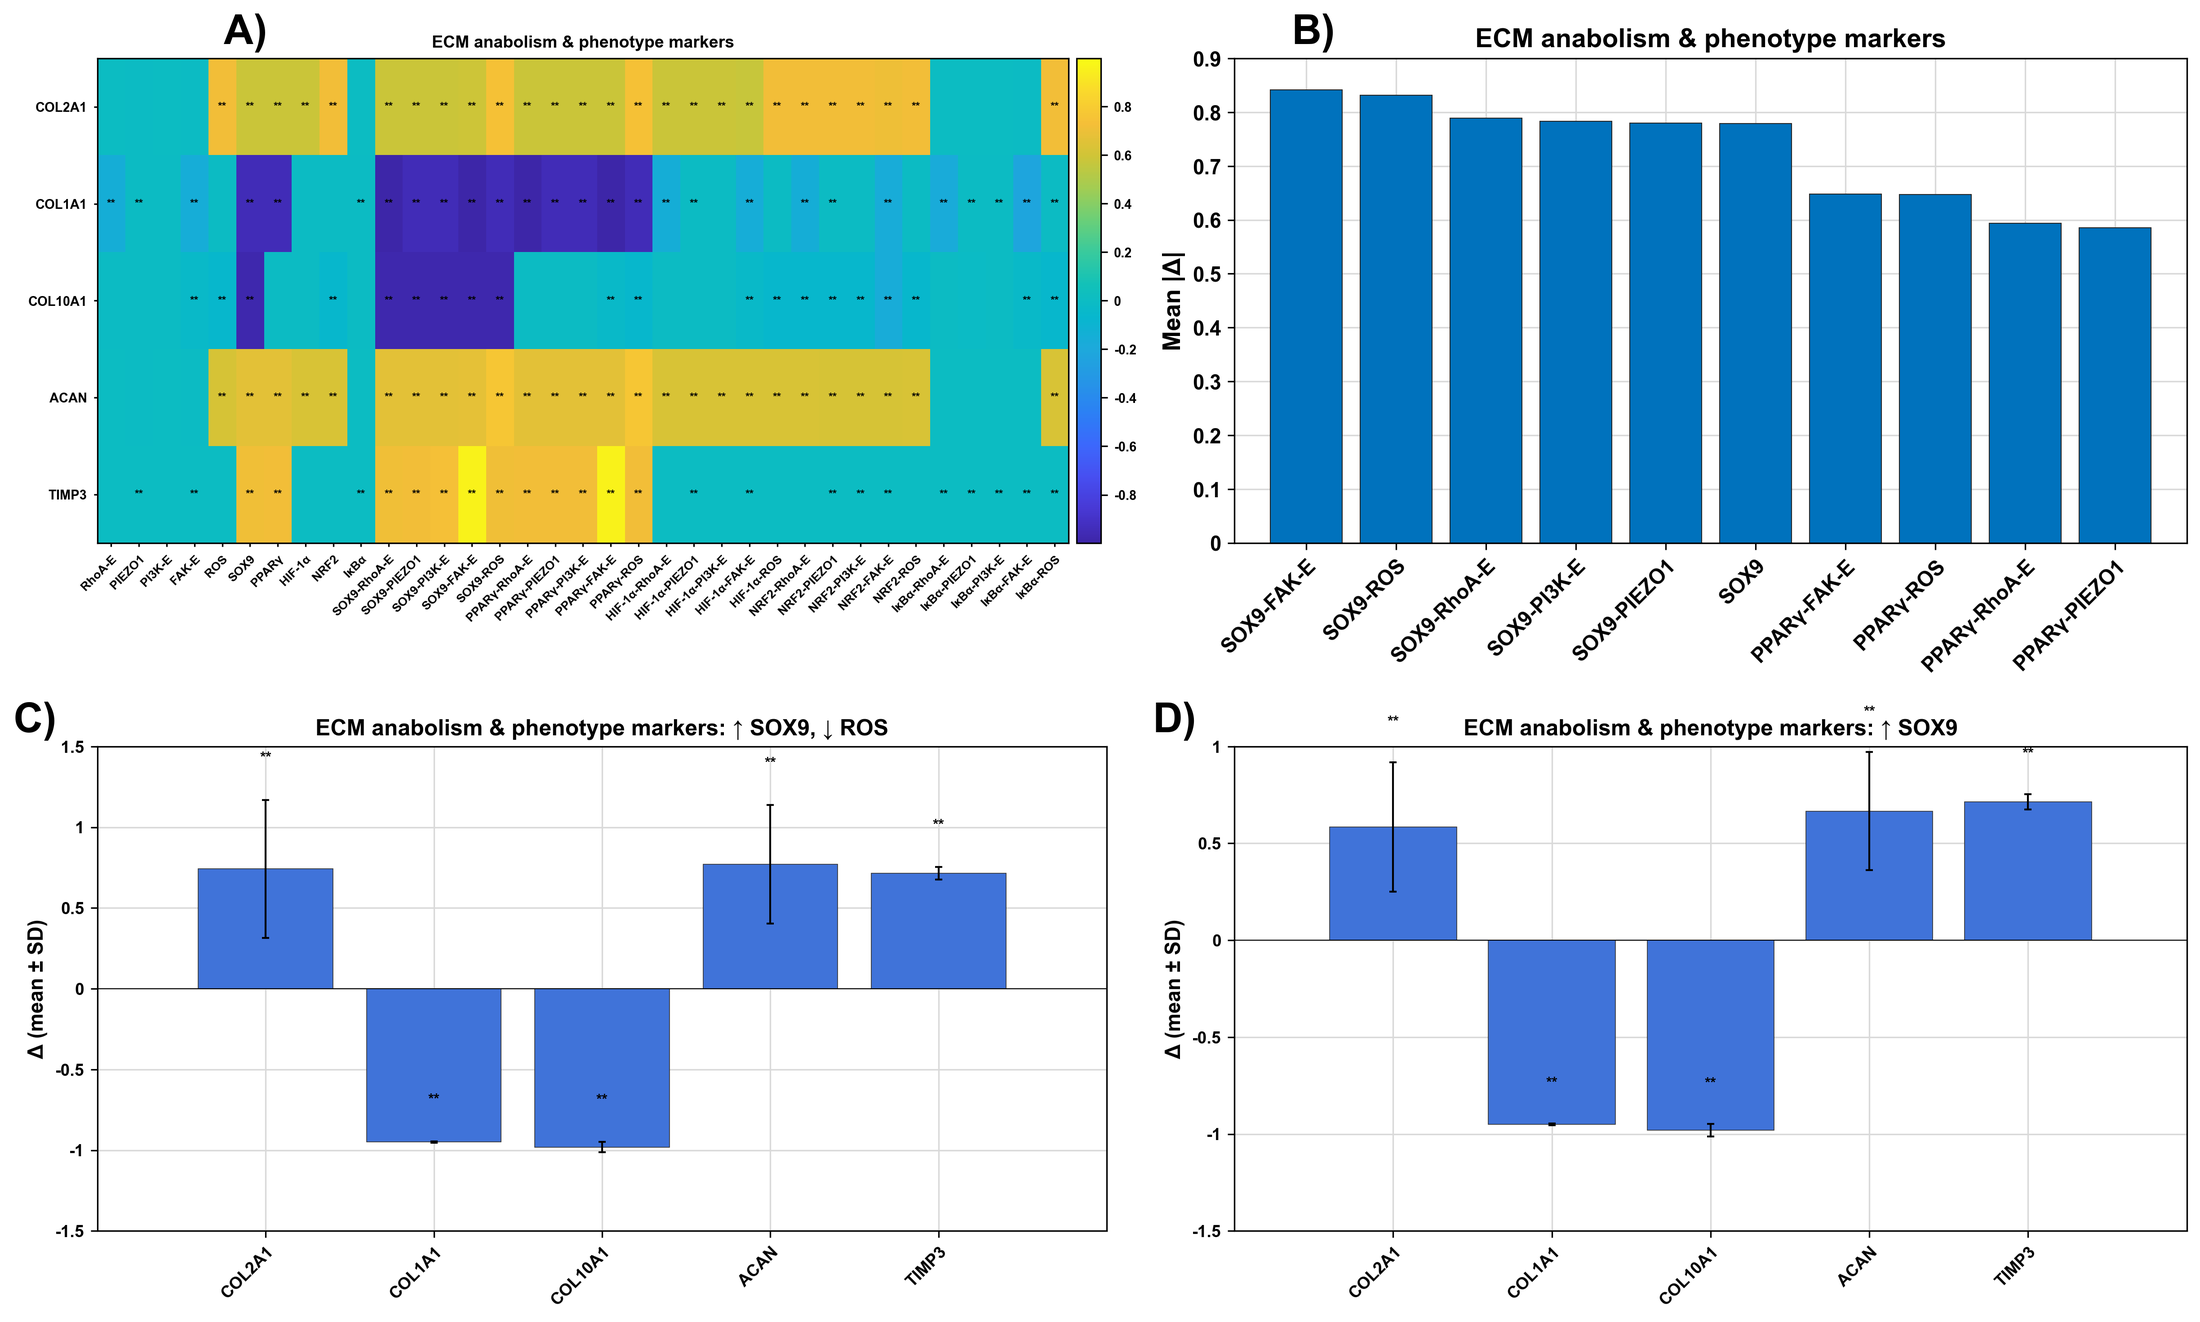 A)
ECM anabolism & phenotype markers
COL2A1
COL1A1
COL10A1
ACAN
TIMP3
** ** ** ** ** ** ** ** ** ** ** ** ** ** ** ** ** ** ** ** ** ** ** ** ** **
** ** ** ** ** ** ** ** ** ** ** ** ** ** ** ** ** ** ** ** ** ** ** ** ** ** ** ** **
** ** ** ** ** ** ** ** ** ** ** ** ** ** ** ** ** ** ** **
** ** ** ** ** ** ** ** ** ** ** ** ** ** ** ** ** ** ** ** ** ** ** ** ** **
** ** ** ** ** ** ** ** ** ** ** ** ** ** ** ** ** ** ** ** ** ** ** ** ** **
0.8
0.6
0.4
0.2
0
-0.2
-0.4
-0.6
-0.8
RhoA-E
PIEZO1
PI3K-E
FAK-E
ROS
SOX9
PPARγ
HIF-1α
NRF2
IκBα
SOX9-RhoA-E
SOX9-PIEZO1
SOX9-PI3K-E
SOX9-FAK-E
SOX9-ROS
PPARγ-RhoA-E
PPARγ-PIEZO1
PPARγ-PI3K-E
PPARγ-FAK-E
PPARγ-ROS
HIF-1α-RhoA-E
HIF-1α-PIEZO1
HIF-1α-PI3K-E
HIF-1α-FAK-E
HIF-1α-ROS
NRF2-RhoA-E
NRF2-PIEZO1
NRF2-PI3K-E
NRF2-FAK-E
NRF2-ROS
IκBα-RhoA-E
IκBα-PIEZO1
IκBα-PI3K-E
IκBα-FAK-E
IκBα-ROS
B)
ECM anabolism & phenotype markers
Mean |Δ|
0.9
0.8
0.7
0.6
0.5
0.4
0.3
0.2
0.1
0
SOX9-FAK-E
SOX9-ROS
SOX9-RhoA-E
SOX9-PI3K-E
SOX9-PIEZO1
SOX9
PPARγ-FAK-E
PPARγ-ROS
PPARγ-RhoA-E
PPARγ-PIEZO1
C)
ECM anabolism & phenotype markers: ↑ SOX9, ↓ ROS
Δ (mean ± SD)
1.5
1
0.5
0
-0.5
-1
-1.5
** ** ** ** **
COL2A1
COL1A1
COL10A1
ACAN
TIMP3
D)
ECM anabolism & phenotype markers: ↑ SOX9
Δ (mean ± SD)
1
0.5
0
-0.5
-1
-1.5
** ** ** ** **
COL2A1
COL1A1
COL10A1
ACAN
TIMP3